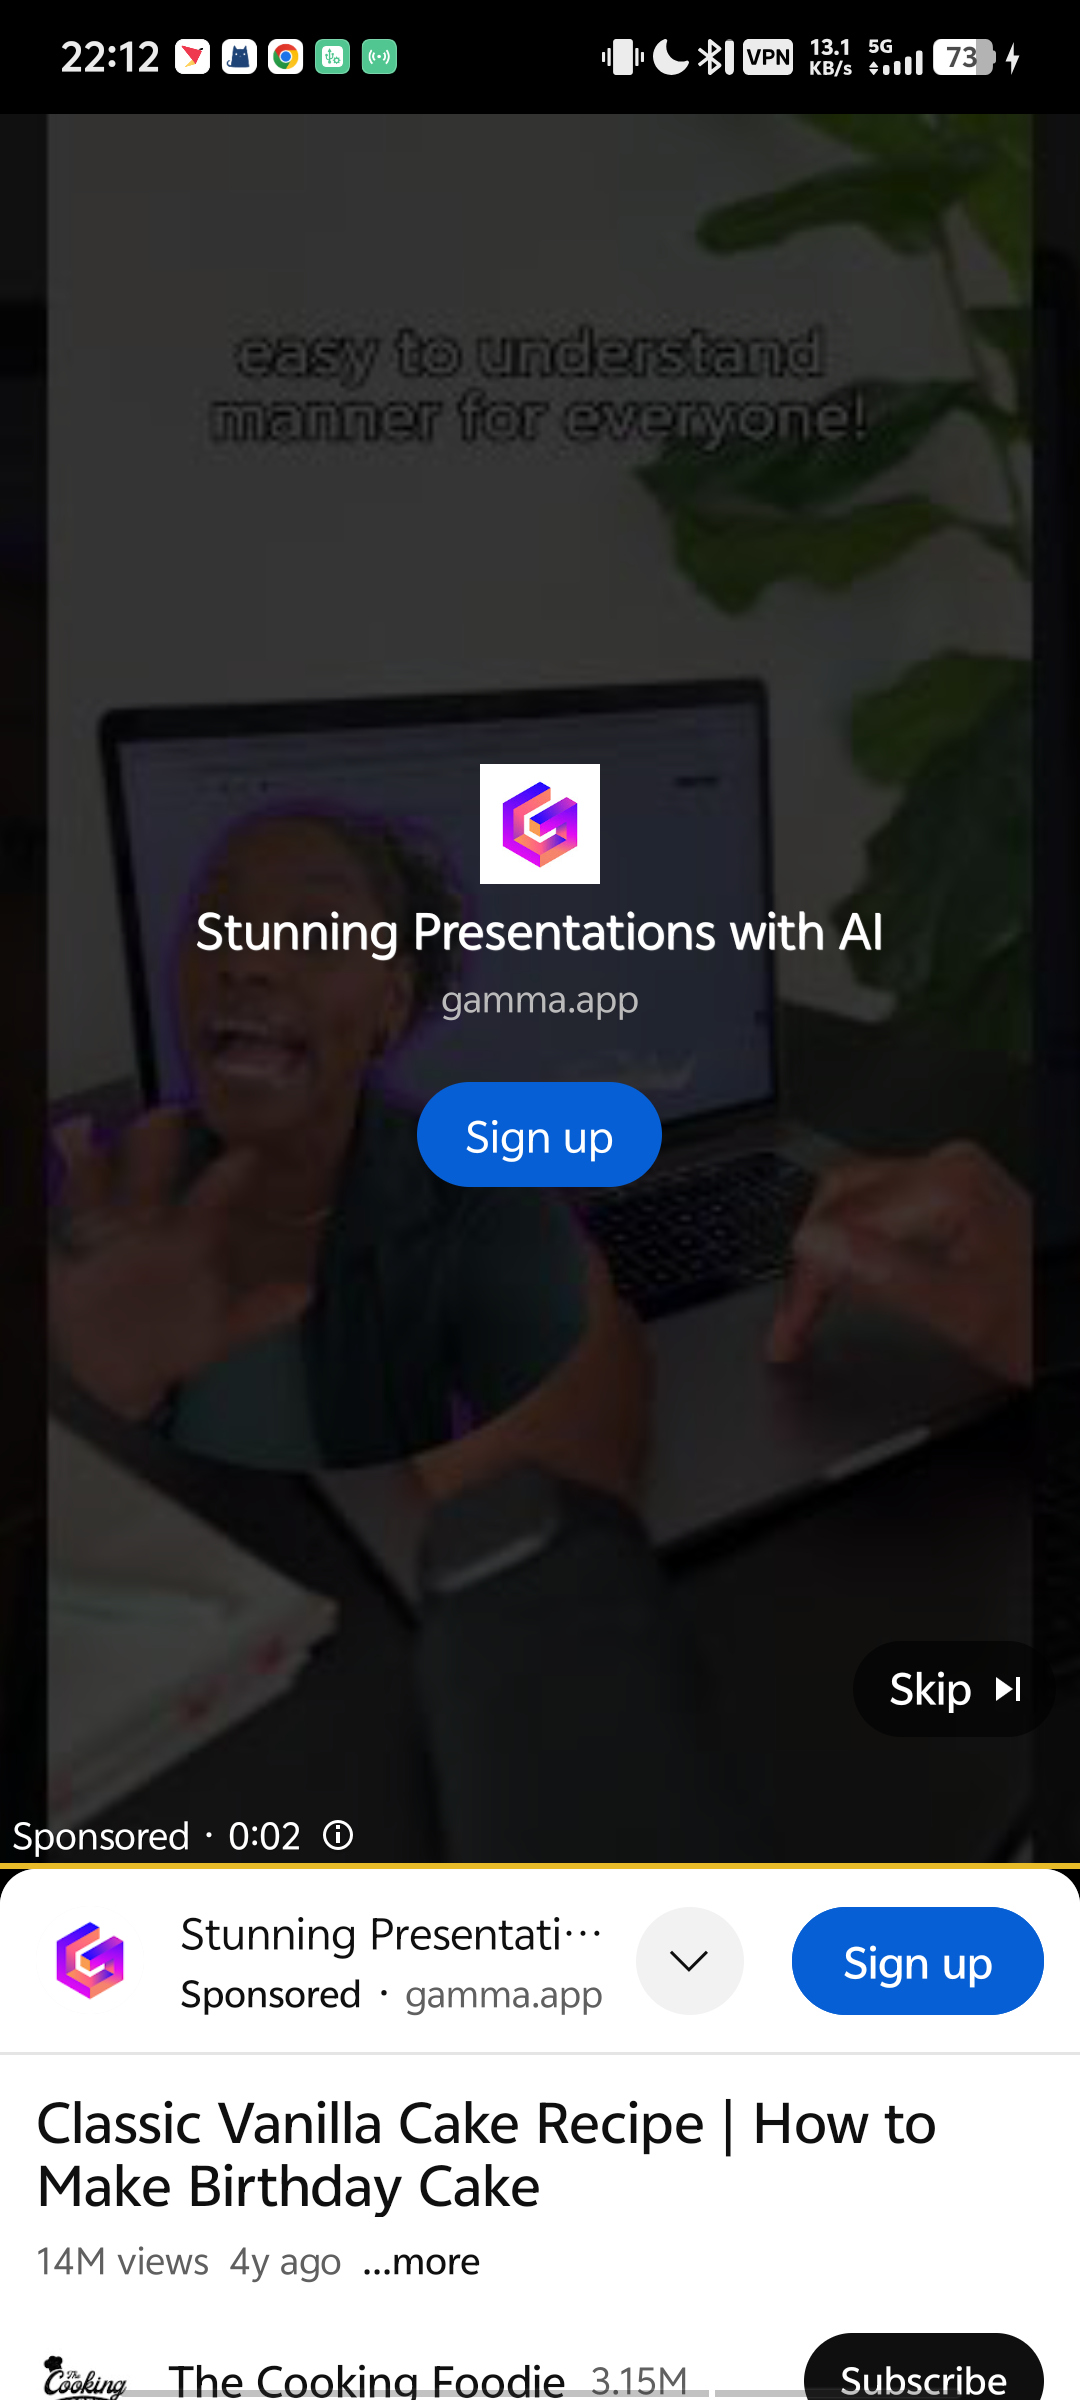 22:12
VPN
13.1
KB/s
5G
73
easy to understand
manner for everyone!
Stunning Presentations with AI
gamma.app
Sign up
Skip
Sponsored · 0:02
Stunning Presentati...
Sponsored · gamma.app
Sign up
Classic Vanilla Cake Recipe | How to
Make Birthday Cake
14M views 4y ago ...more
The Cooking
The Cooking Foodie 3.15M
Subscribe